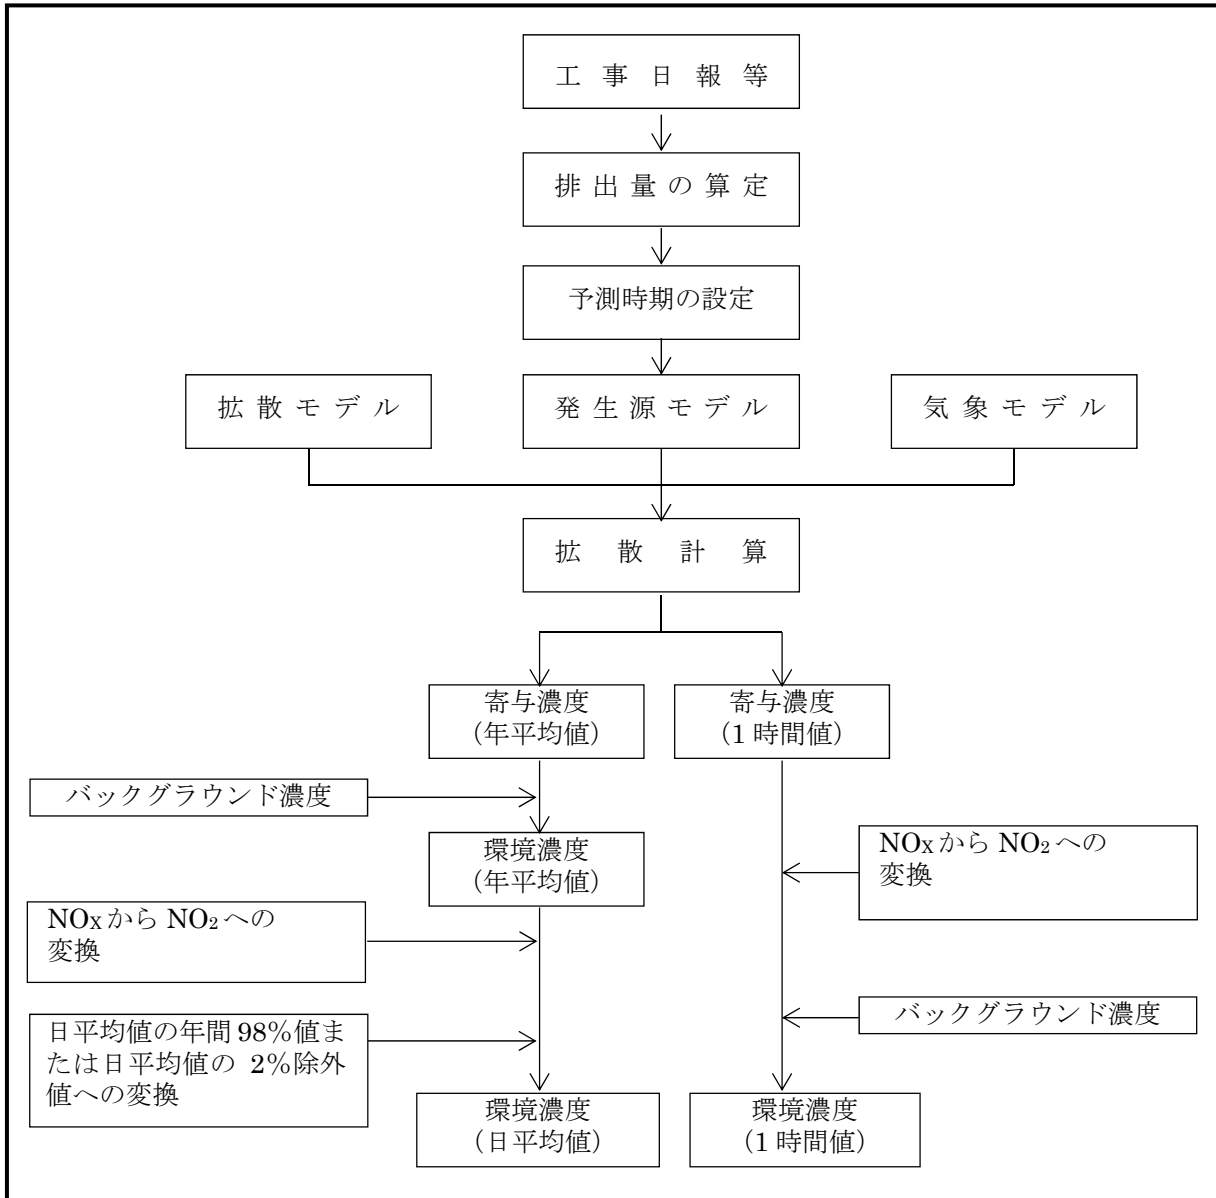 工事日報等
排出量の算定
予測時期の設定
拡散モデル
発生源モデル
気象モデル
拡散計算
寄与濃度
(年平均値)
寄与濃度
(1時間値)
バックグラウンド濃度
環境濃度
(年平均値)
NOxから NO₂への
変換
NOxから NO₂への
変換
日平均値の年間98%値ま
たは日平均値の 2%除外
値への変換
バックグラウンド濃度
環境濃度
(日平均値)
環境濃度
(1時間値)